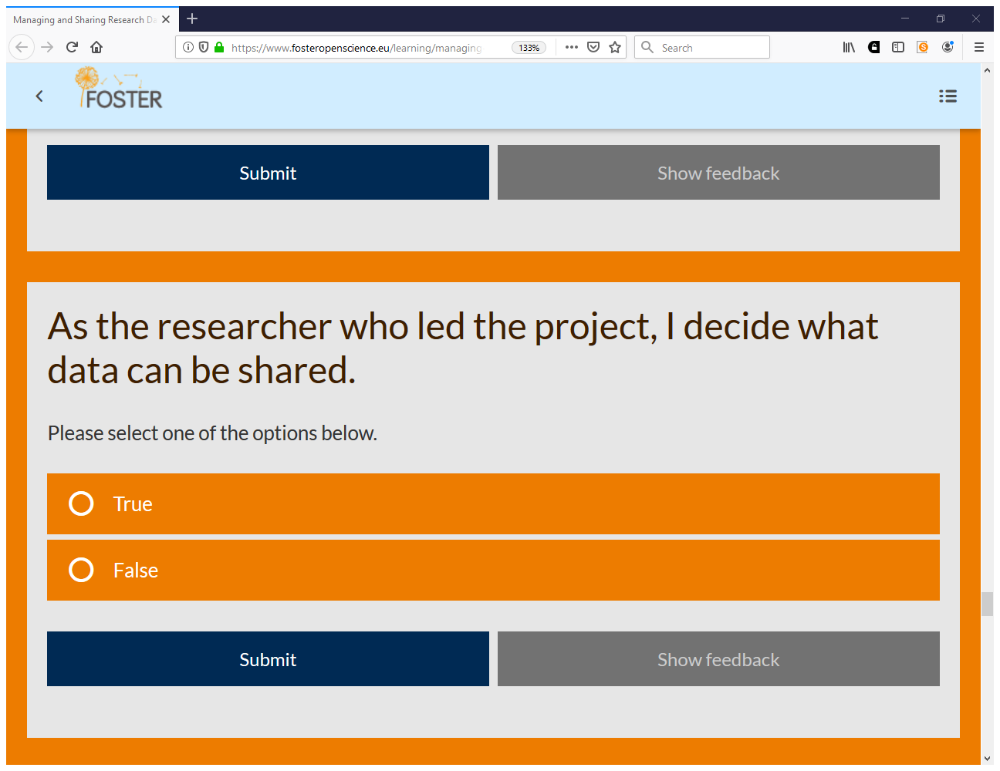 Managing and Sharing Research Da
https://www.fosteropenscience.eu/learning/managing
133%
Search
FOSTER
Submit
Show feedback
As the researcher who led the project, I decide what
data can be shared.
Please select one of the options below.
True
False
Submit
Show feedback